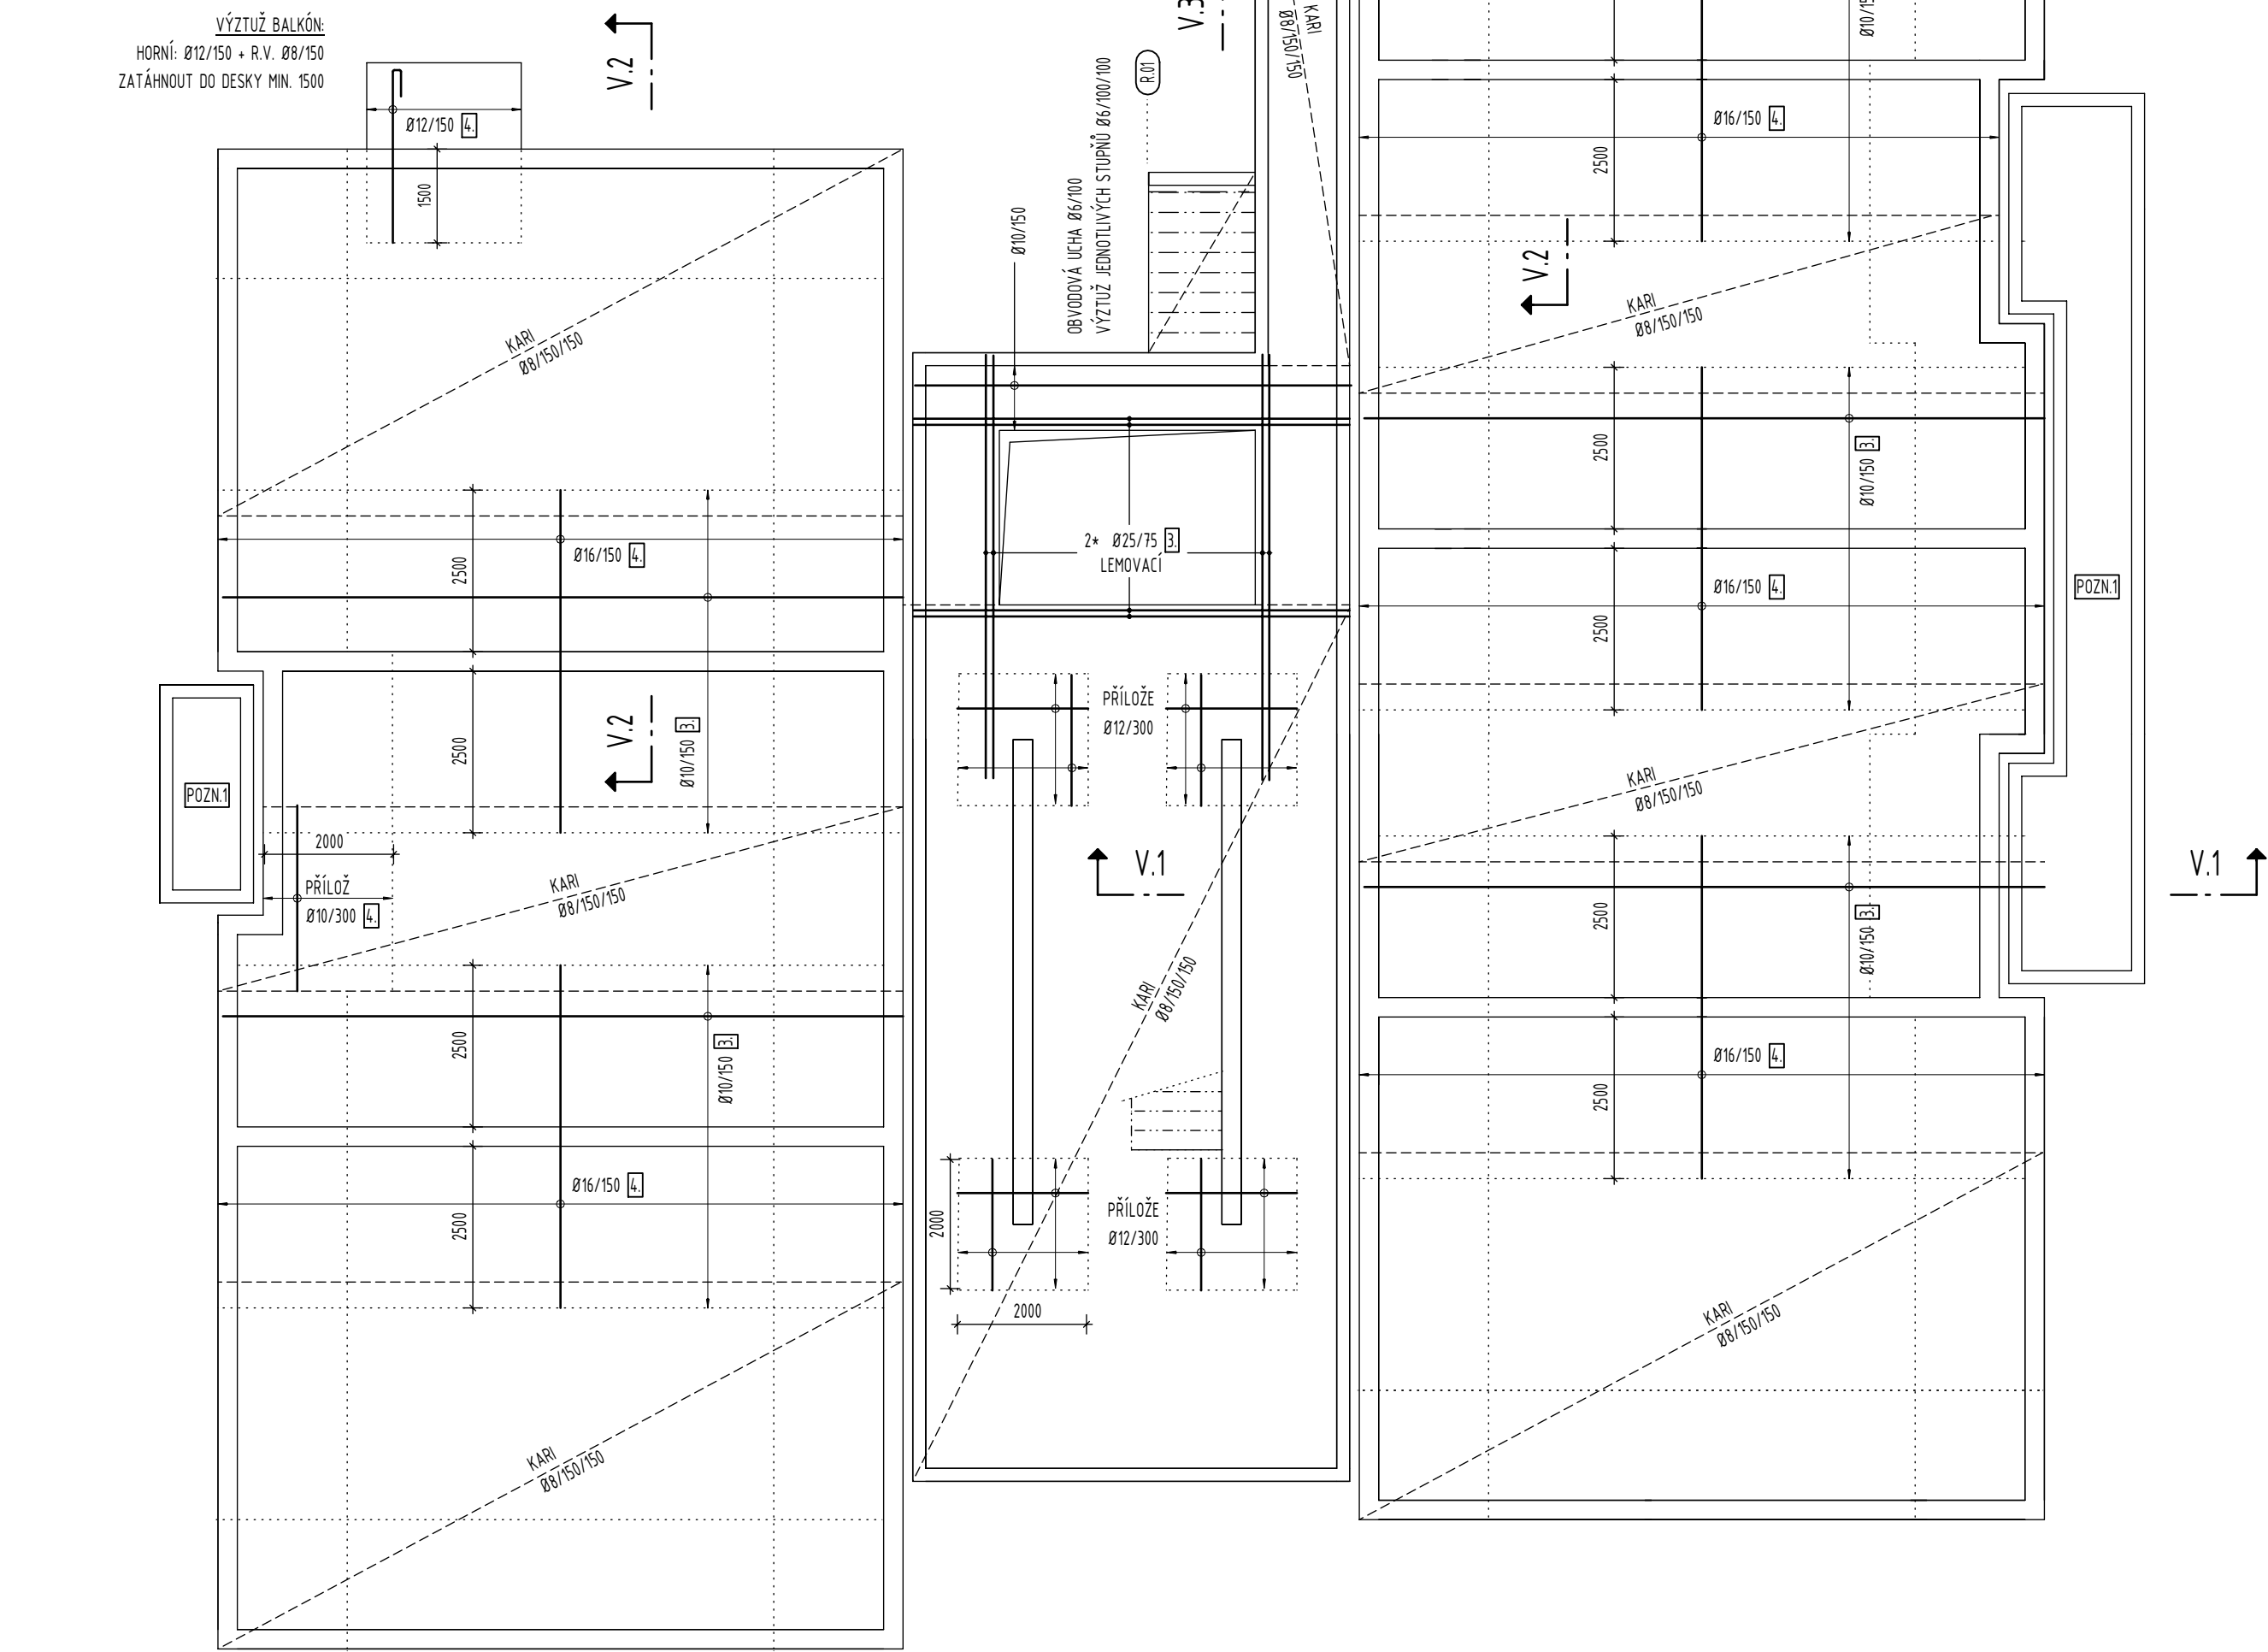 VÝZTUŽ BALKÓN:
HORNÍ: Ø12/150 + R.V. Ø8/150
ZATÁHNOUT DO DESKY MIN. 1500
Ø12/150 4.
1500
V.2
KARI
Ø8/150/150
2500
Ø16/150 4.
2500
Ø10/150 3.
V.2
POZN.1
2000
PŘÍLOŽ
Ø10/300 4.
KARI
Ø8/150/150
2500
Ø10/150 3.
Ø16/150 4.
2500
KARI
Ø8/150/150
V.3
KARI
Ø8/150/150
R.01
OBVODOVÁ UCHA Ø6/100
VÝZTUŽ JEDNOTLIVÝCH STUPŇŮ Ø6/100/100
Ø10/150
2* Ø25/75 3.
LEMOVACÍ
PŘÍLOŽE
Ø12/300
V.1
KARI
Ø8/150/150
PŘÍLOŽE
Ø12/300
2000
2000
Ø16/150 4.
2500
V.2
KARI
Ø8/150/150
2500
Ø10/150 3.
Ø16/150 4.
2500
POZN.1
KARI
Ø8/150/150
V.1
2500
Ø10/150 3.
Ø16/150 4.
2500
KARI
Ø8/150/150